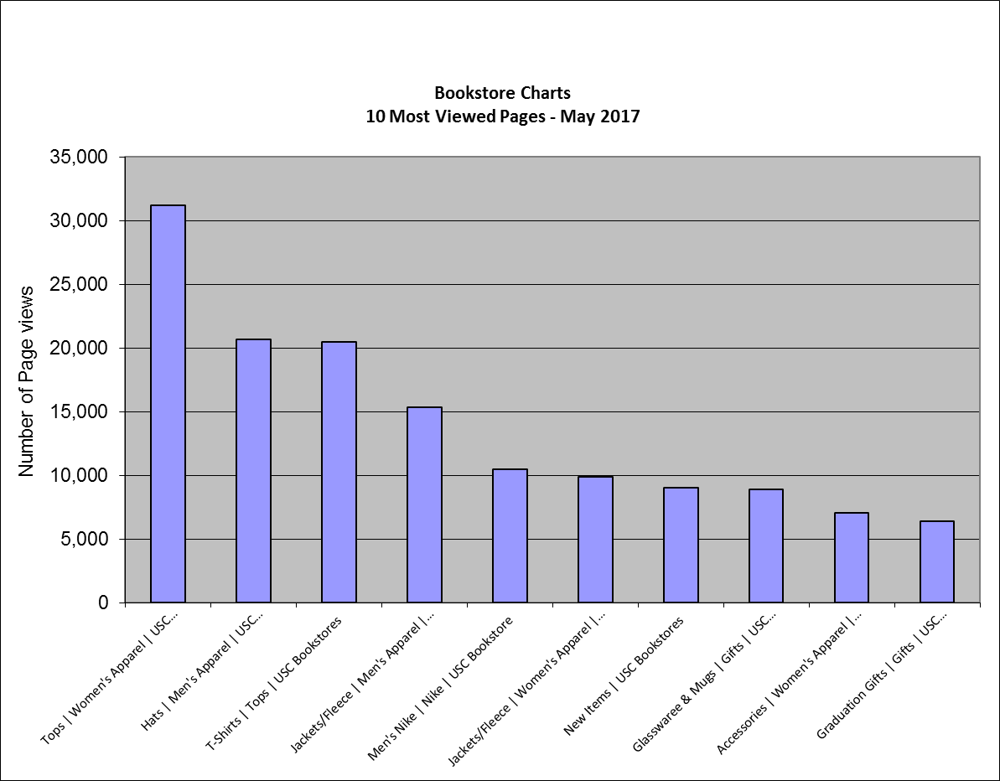 Bookstore Charts
10 Most Viewed Pages - May 2017
Number of Page views
35,000
30,000
25,000
20,000
15,000
10,000
5,000
0
Tops | Women's Apparel | USC...
Hats | Men's Apparel | USC...
T-Shirts | Tops | USC Bookstores
Jackets/Fleece | Men's Apparel |...
Men's Nike | Nike | USC Bookstore
Jackets/Fleece | Women's Apparel |...
New Items | USC Bookstores
Glasswaree & Mugs | Gifts | USC...
Accessories | Women's Apparel |...
Graduation Gifts | Gifts | USC...